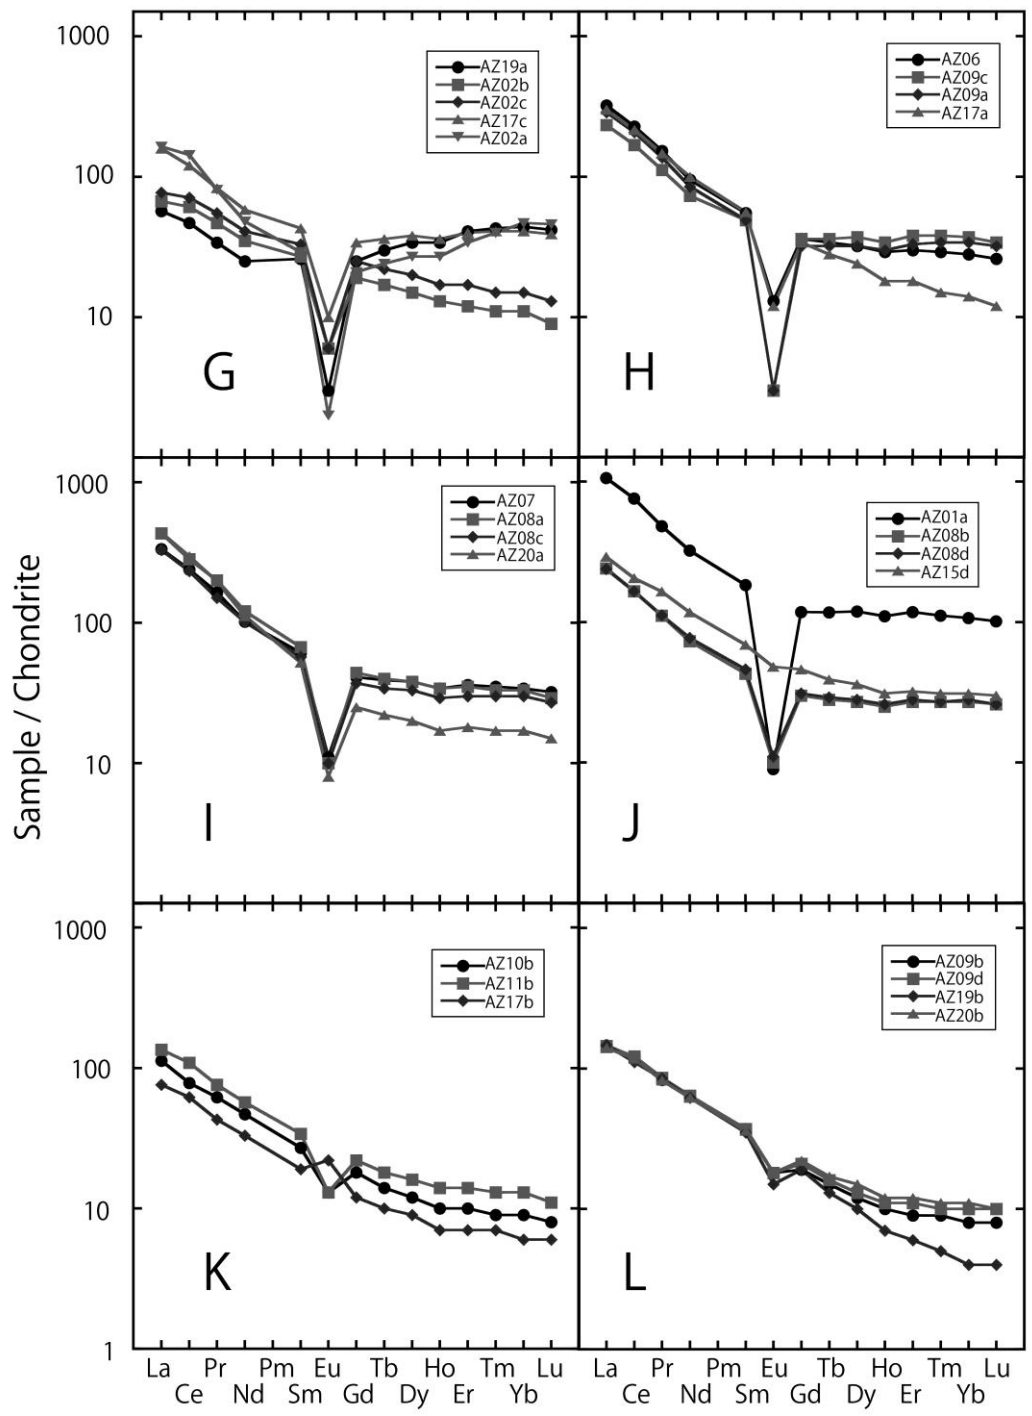 1000
100
10
AZ19a
AZ02b
AZ02c
AZ17c
AZ02a
G
AZ06
AZ09c
AZ09a
AZ17a
H
1000
100
10
AZ07
AZ08a
AZ08c
AZ20a
I
AZ01a
AZ08b
AZ08d
AZ15d
J
Sample / Chondrite
1000
100
10
1
AZ10b
AZ11b
AZ17b
K
AZ09b
AZ09d
AZ19b
AZ20b
L
La Pr Pm Eu Tb Ho Tm Lu La Pr Pm Eu Tb Ho Tm Lu
Ce Nd Sm Gd Dy Er Yb Ce Nd Sm Gd Dy Er Yb